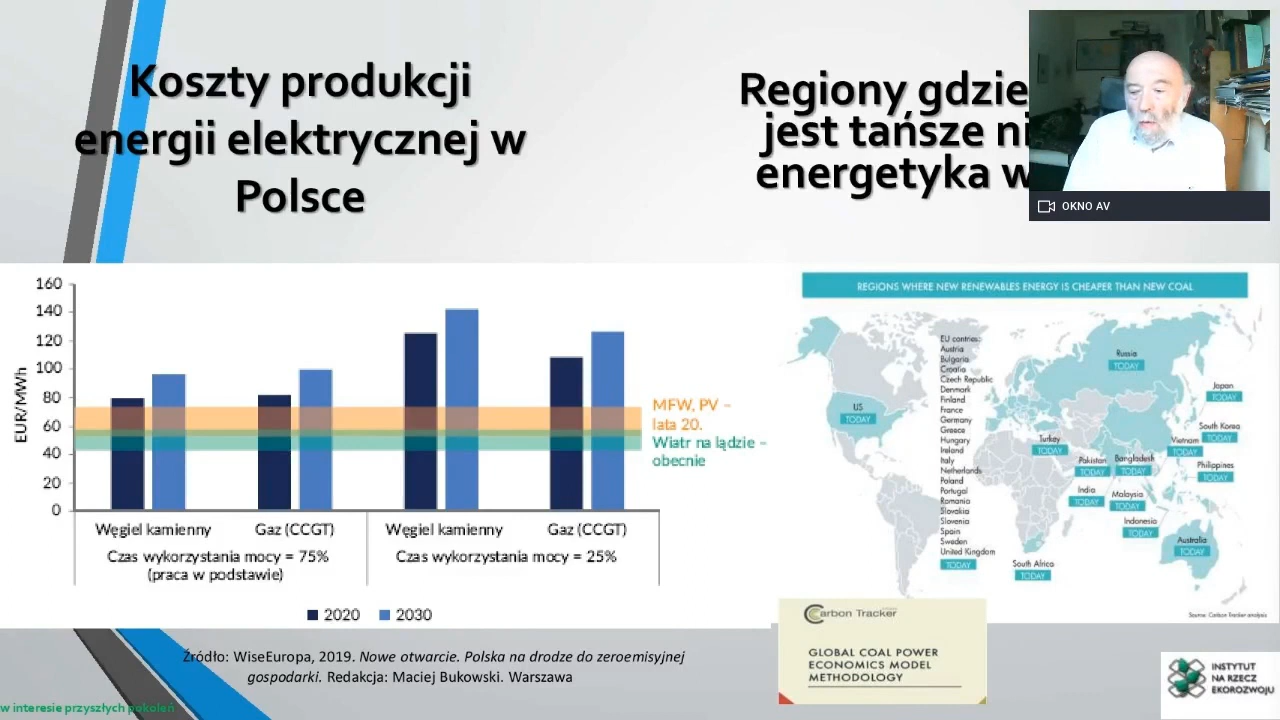 Koszty produkcji
energii elektrycznej w
Polsce
Regiony gdzie
jest tańsze
energetyka w
OKNO AV
EUR/MWh
160
140
120
100
80
60
40
20
0
MFW, PV –
lata 20.
Wiatr na lądzie –
obecnie
Węgiel kamienny
Gaz (CCGT)
Węgiel kamienny
Gaz (CCGT)
Czas wykorzystania mocy = 75%
(praca w podstawie)
Czas wykorzystania mocy = 25%
2020
2030
REGIONS WHERE NEW RENEWABLES ENERGY IS CHEAPER THAN NEW COAL
EU contries:
Austria
Bulgaria
Croatia
Czech Republic
Denmark
Finland
France
Germany
Greece
Hungary
Ireland
Italy
Netherlands
Poland
Portugal
Romania
Slovakia
Slovenia
Spain
Sweden
United Kingdom
TODAY
US
TODAY
Russia
TODAY
Japan
TODAY
South Korea
TODAY
Turkey
TODAY
Vietnam
TODAY
Pakistan
TODAY
Bangladesh
TODAY
Philippines
TODAY
India
TODAY
Malaysia
TODAY
Indonesia
TODAY
Australia
TODAY
South Africa
TODAY
Source: Carbon Tracker analysis
Carbon Tracker
GLOBAL COAL POWER
ECONOMICS MODEL
METHODOLOGY
Źródło: WiseEuropa, 2019. Nowe otwarcie. Polska na drodze do zeroemisyjnej
gospodarki. Redakcja: Maciej Bukowski. Warszawa
w interesie przyszłych pokoleń
INSTYTUT
NA RZECZ
EKOROZWOJU